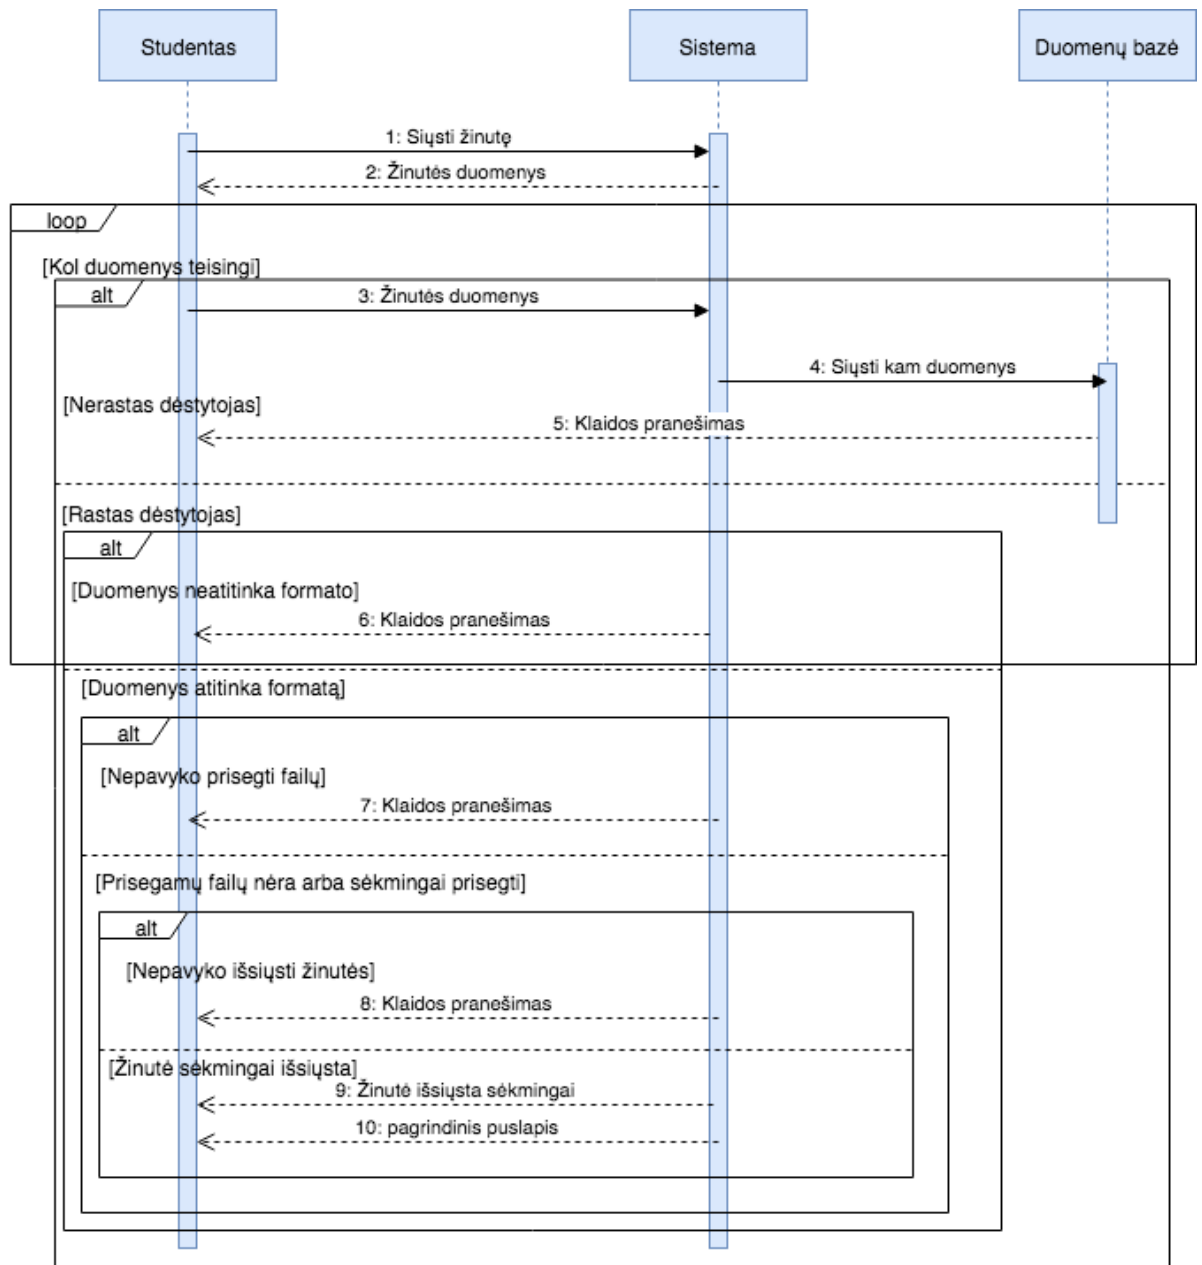 Studentas
Sistema
Duomenų bazė
1: Siųsti žinutę
2: Žinutės duomenys
loop
[Kol duomenys teisingi]
alt
3: Žinutės duomenys
4: Siųsti kam duomenys
[Nerastas dėstytojas]
5: Klaidos pranešimas
[Rastas dėstytojas]
alt
[Duomenys neatitinka formato]
6: Klaidos pranešimas
[Duomenys atitinka formatą]
alt
[Nepavyko prisegti failų]
7: Klaidos pranešimas
[Prisegamų failų nėra arba sėkmingai prisegti]
alt
[Nepavyko išsiųsti žinutės]
8: Klaidos pranešimas
[Žinutė sėkmingai išsiųsta]
9: Žinutė išsiųsta sėkmingai
10: pagrindinis puslapis